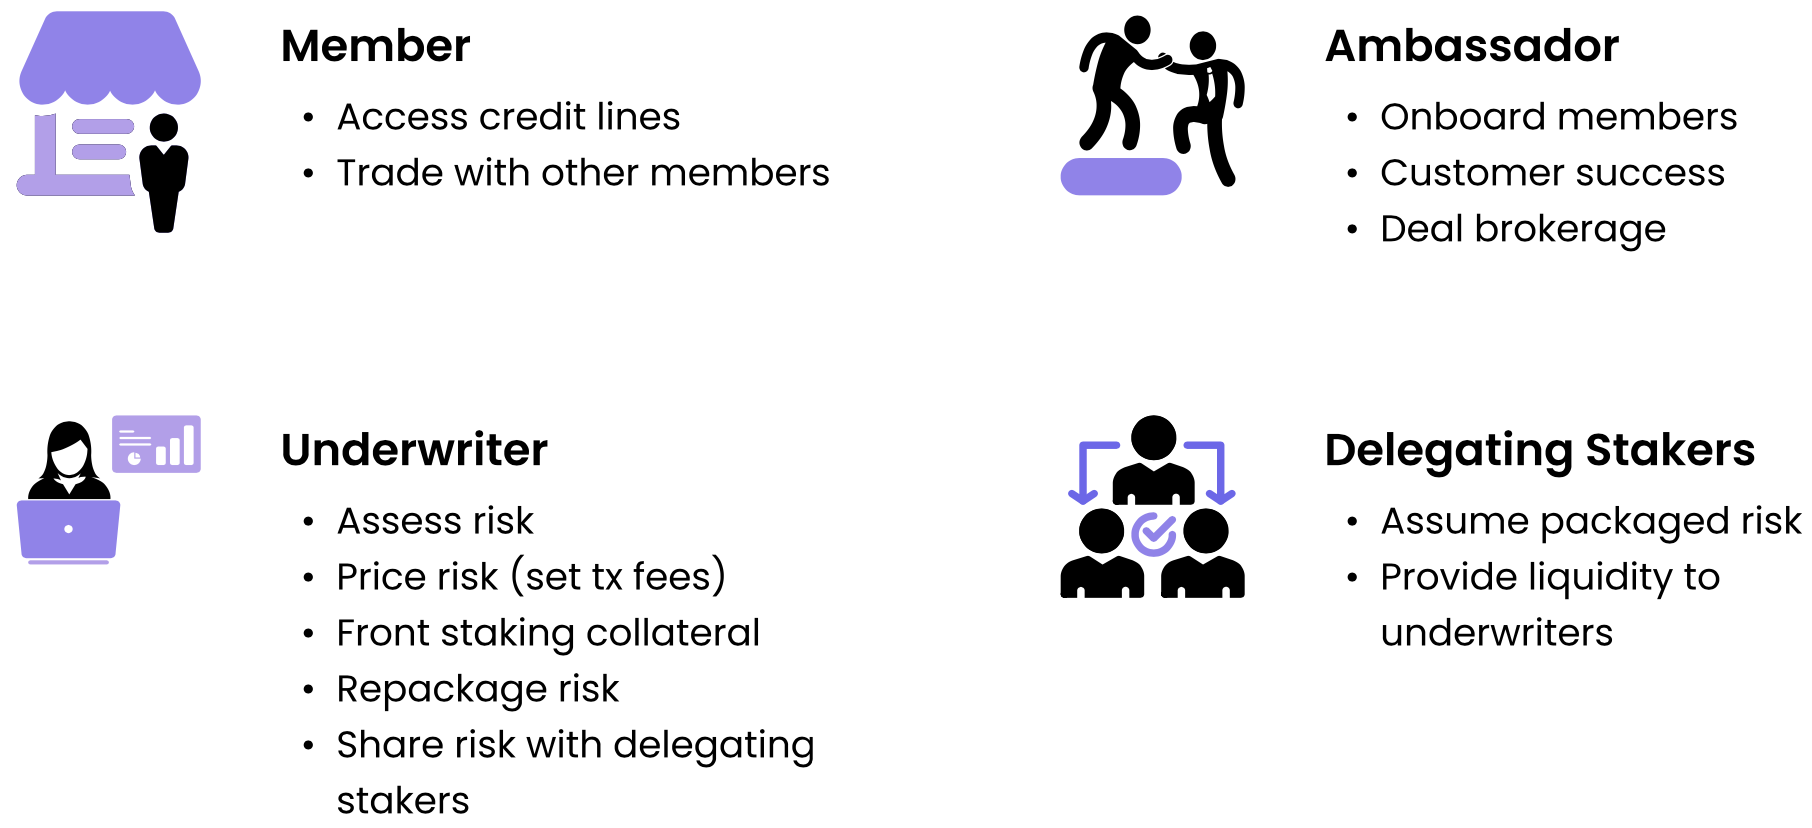 Member
• Access credit lines
• Trade with other members
Ambassador
• Onboard members
• Customer success
• Deal brokerage
Underwriter
• Assess risk
• Price risk (set tx fees)
• Front staking collateral
• Repackage risk
• Share risk with delegating
stakers
Delegating Stakers
• Assume packaged risk
• Provide liquidity to
underwriters